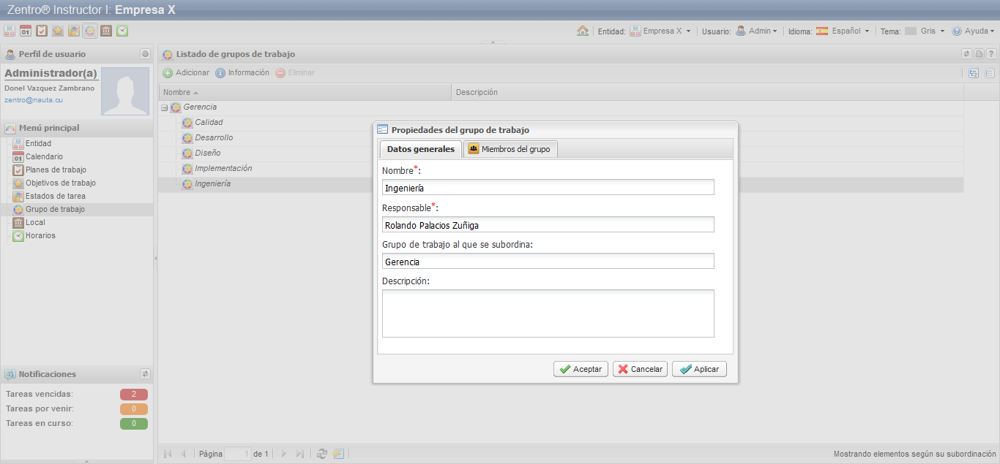 Zentro® Instructor I: Empresa X
01
Entidad: Empresa X Usuario: Admin Idioma: Español Tema: Gris Ayuda
Perfil de usuario
Administrador(a)
Donel Vazquez Zambrano
zentro@nauta.cu
Menú principal
Entidad
01 Calendario
Planes de trabajo
Objetivos de trabajo
Estados de tarea
Grupo de trabajo
Local
Horarios
Notificaciones
Tareas vencidas: 2
Tareas por venir: 0
Tareas en curso: 0
Listado de grupos de trabajo
Adicionar Información Eliminar
Nombre Descripción
Gerencia
Calidad
Desarrollo
Diseño
Implementación
Ingeniería
Propiedades del grupo de trabajo
Datos generales Miembros del grupo
Nombre*:
Ingeniería
Responsable*:
Rolando Palacios Zuñiga
Grupo de trabajo al que se subordina:
Gerencia
Descripción:
Aceptar Cancelar Aplicar
Página 1 de 1
Mostrando elementos según su subordinación